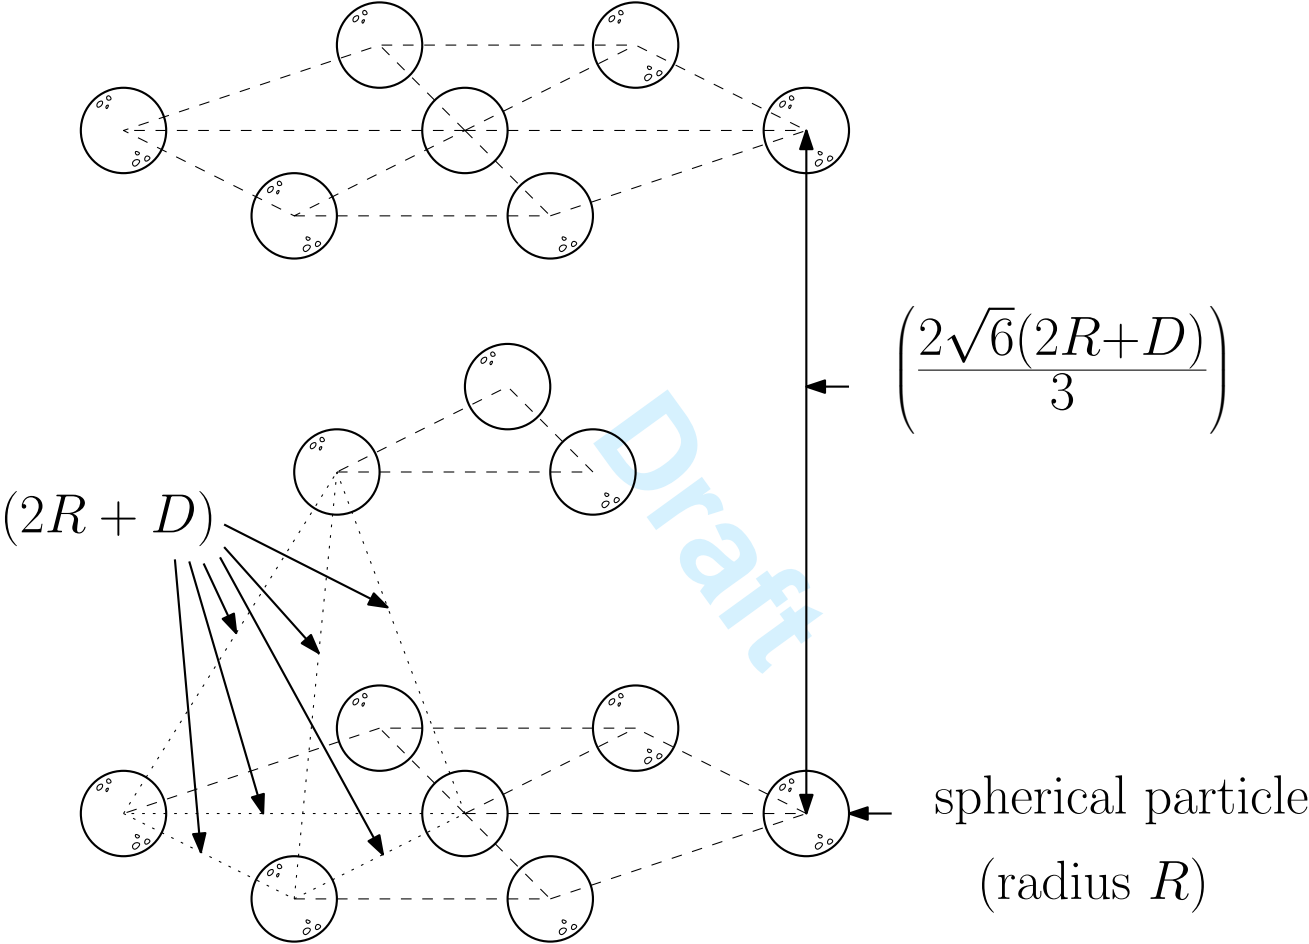 (2√6(2R+D)/3)
(2R + D)
Draft
spherical particle
(radius R)